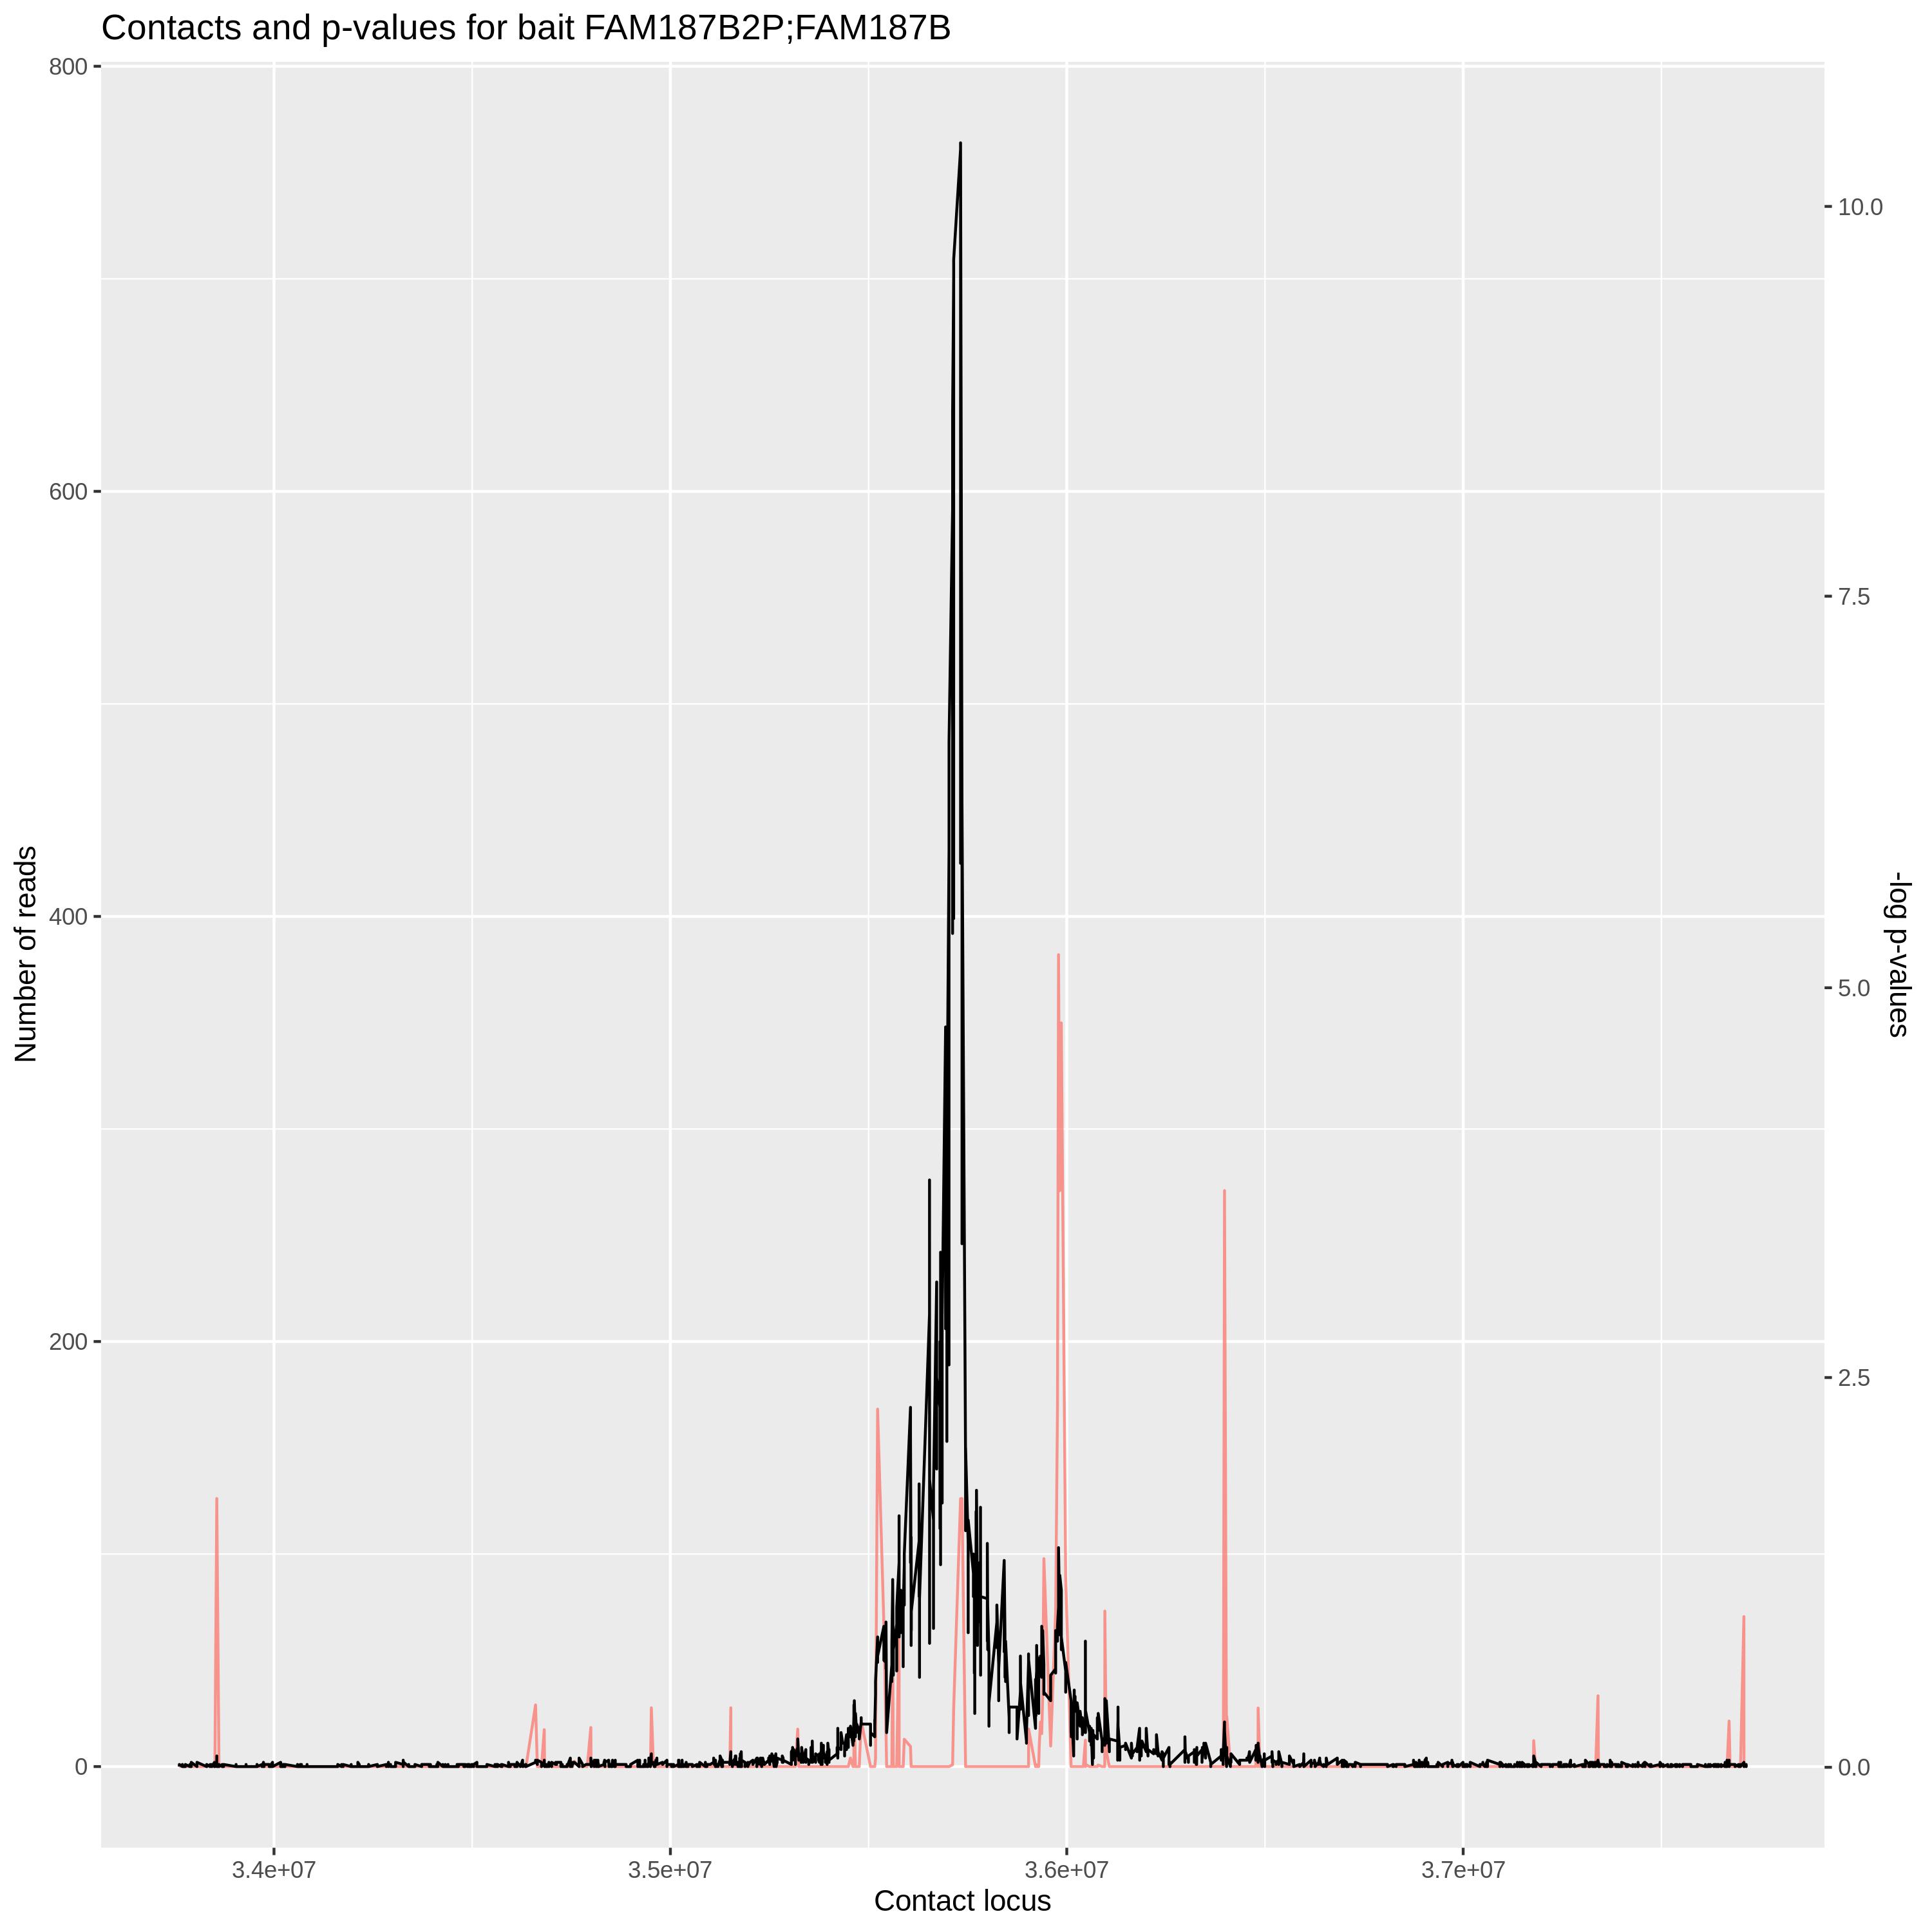 Contacts and p-values for bait FAM187B2P;FAM187B
800
600
400
200
0
Number of reads
10.0
7.5
5.0
2.5
0.0
-log p-values
3.4e+07
3.5e+07
3.6e+07
3.7e+07
Contact locus